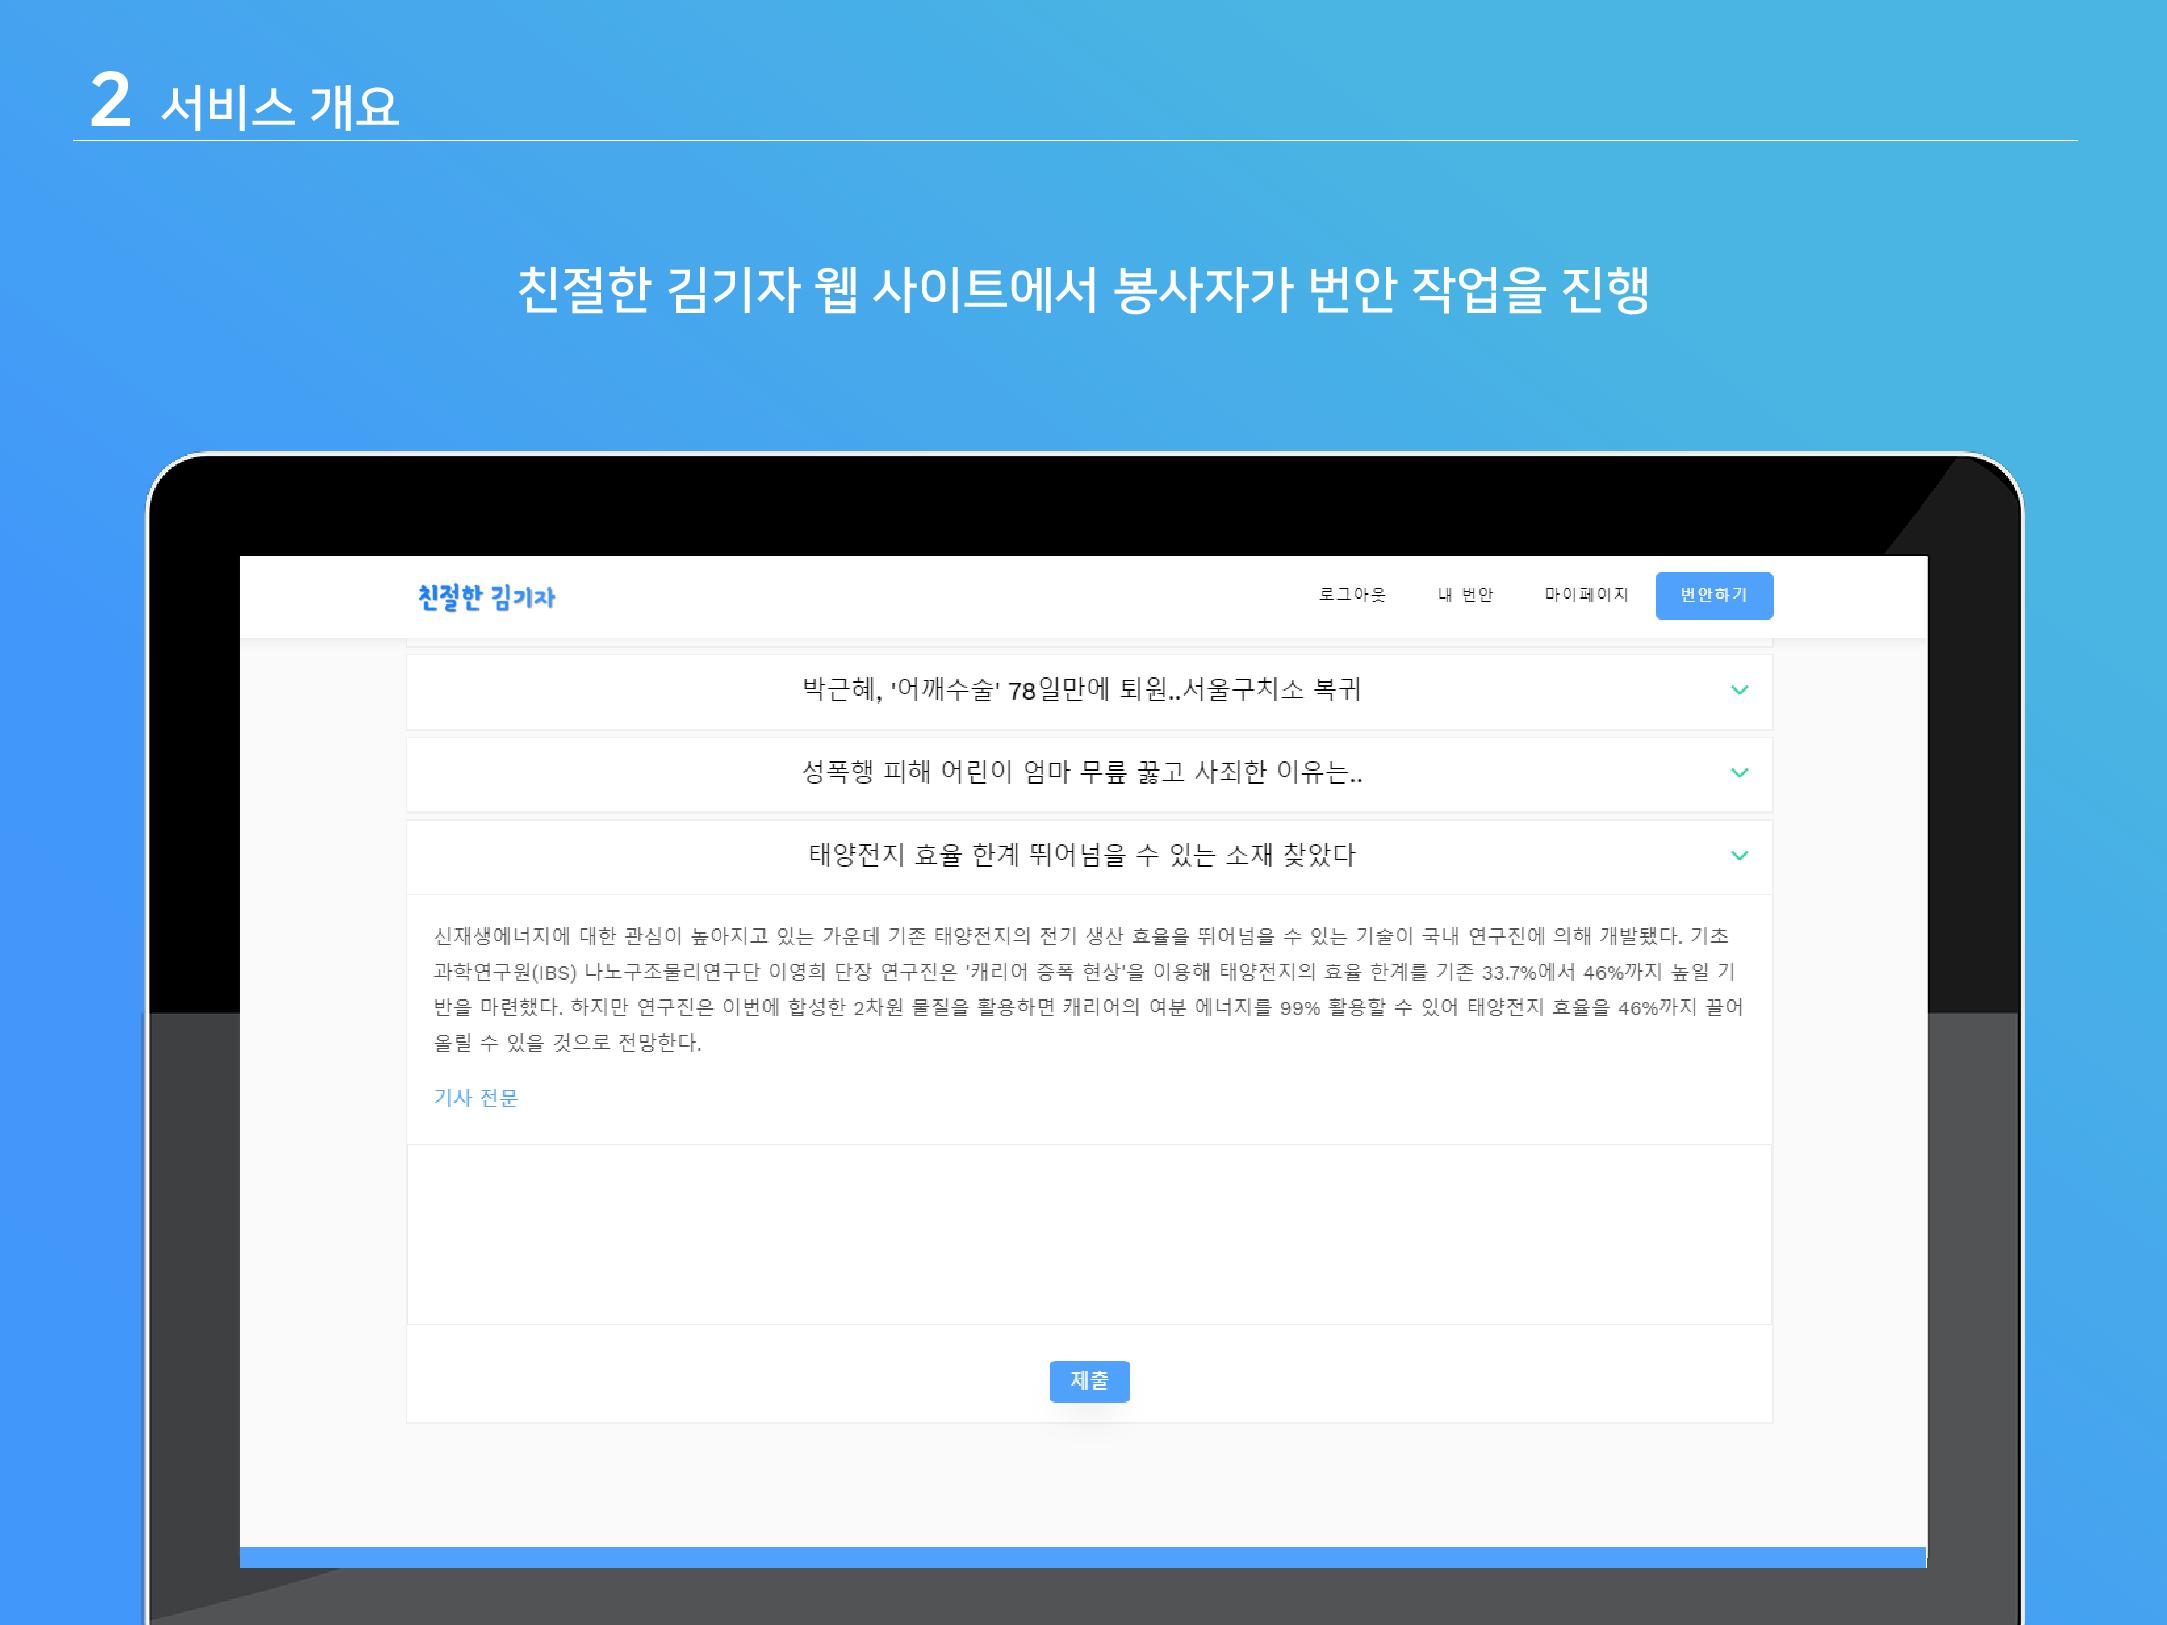 2 서비스 개요
친절한 김기자 웹 사이트에서 봉사자가 번안 작업을 진행
친절한 김기자 로그아웃 내 번안 마이페이지 번안하기
박근혜, '어깨수술' 78일만에 퇴원..서울구치소 복귀
성폭행 피해 어린이 엄마 무릎 꿇고 사죄한 이유는..
태양전지 효율 한계 뛰어넘을 수 있는 소재 찾았다
신재생에너지에 대한 관심이 높아지고 있는 가운데 기존 태양전지의 전기 생산 효율을 뛰어넘을 수 있는 기술이 국내 연구진에 의해 개발됐다. 기초
과학연구원(IBS) 나노구조물리연구단 이영희 단장 연구진은 '캐리어 증폭 현상'을 이용해 태양전지의 효율 한계를 기존 33.7%에서 46%까지 높일 기
반을 마련했다. 하지만 연구진은 이번에 합성한 2차원 물질을 활용하면 캐리어의 여분 에너지를 99% 활용할 수 있어 태양전지 효율을 46%까지 끌어
올릴 수 있을 것으로 전망한다.
기사 전문
제출